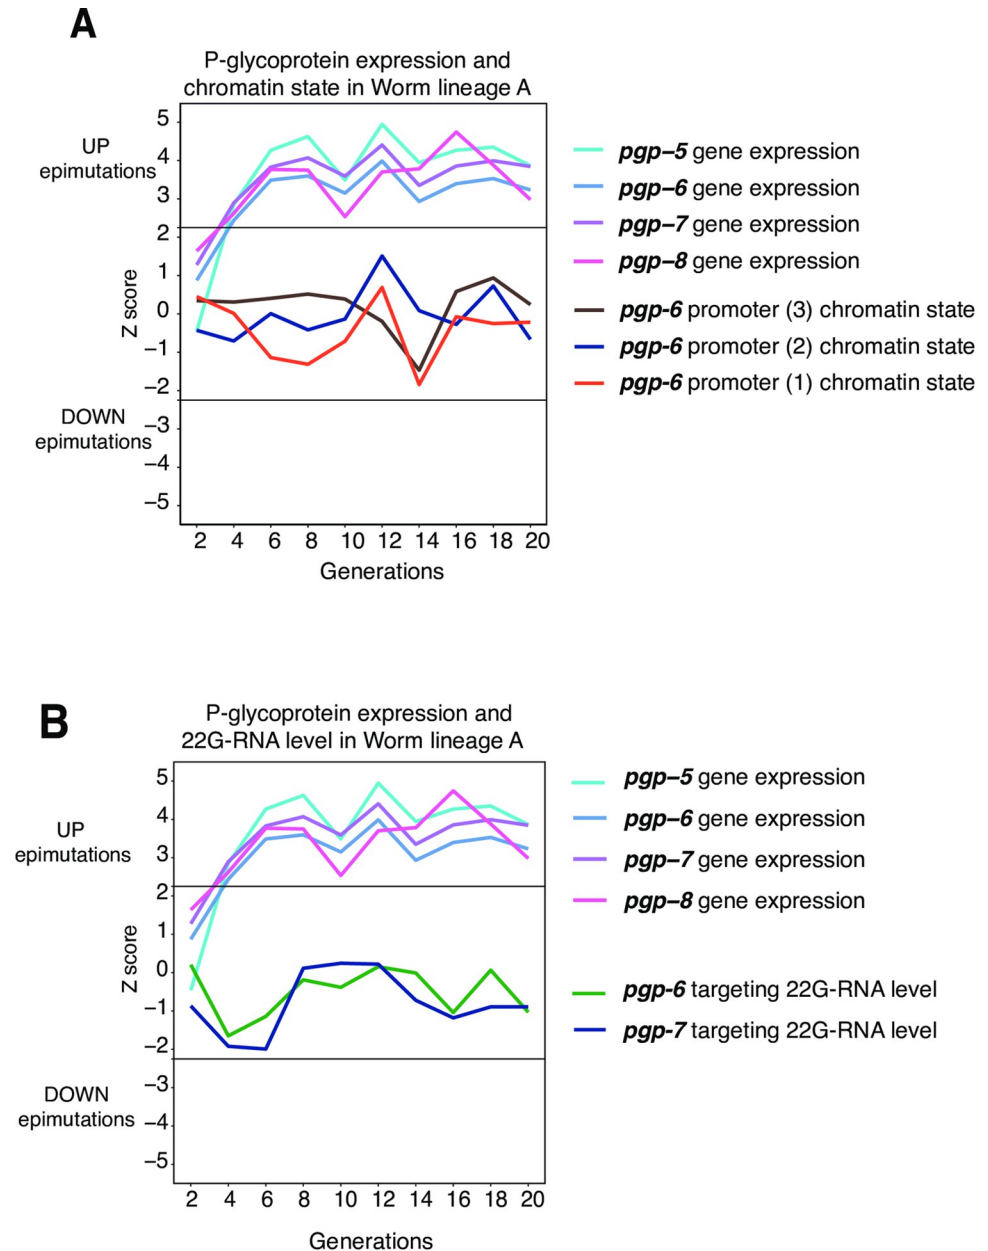 A
P-glycoprotein expression and
chromatin state in Worm lineage A
UP
epimutations
DOWN
epimutations
Z score
5
4
3
2
1
0
−1
−2
−3
−4
−5
2 4 6 8 10 12 14 16 18 20
Generations
pgp–5 gene expression
pgp–6 gene expression
pgp–7 gene expression
pgp–8 gene expression
pgp-6 promoter (3) chromatin state
pgp-6 promoter (2) chromatin state
pgp-6 promoter (1) chromatin state
B
P-glycoprotein expression and
22G-RNA level in Worm lineage A
UP
epimutations
DOWN
epimutations
Z score
5
4
3
2
1
0
−1
−2
−3
−4
−5
2 4 6 8 10 12 14 16 18 20
Generations
pgp–5 gene expression
pgp–6 gene expression
pgp–7 gene expression
pgp–8 gene expression
pgp-6 targeting 22G-RNA level
pgp-7 targeting 22G-RNA level